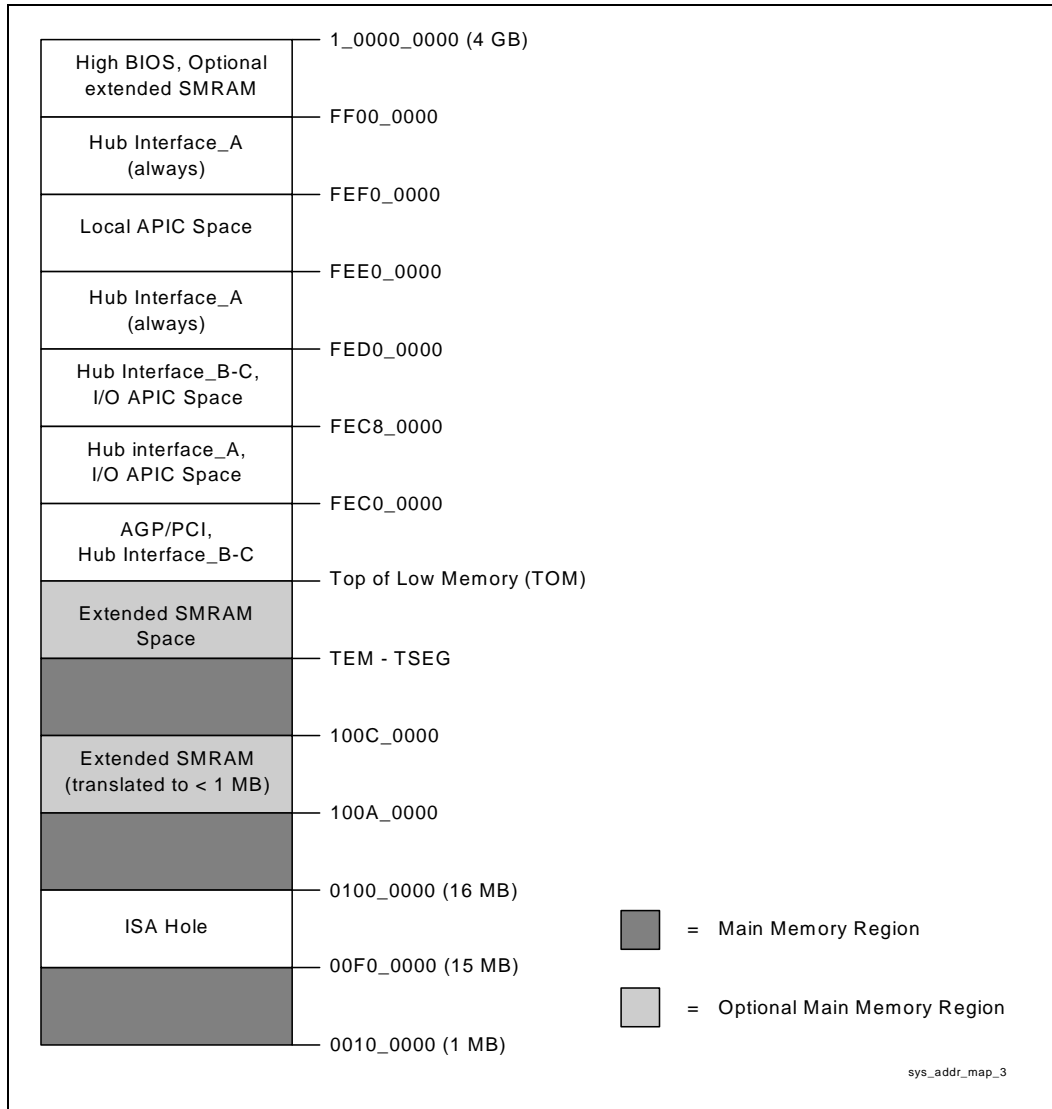 1_0000_0000 (4 GB)
High BIOS, Optional
extended SMRAM
FF00_0000
Hub Interface_A
(always)
FEF0_0000
Local APIC Space
FEE0_0000
Hub Interface_A
(always)
FED0_0000
Hub Interface_B-C,
I/O APIC Space
FEC8_0000
Hub interface_A,
I/O APIC Space
FEC0_0000
AGP/PCI,
Hub Interface_B-C
Top of Low Memory (TOM)
Extended SMRAM
Space
TEM - TSEG
100C_0000
Extended SMRAM
(translated to < 1 MB)
100A_0000
0100_0000 (16 MB)
ISA Hole
00F0_0000 (15 MB)
0010_0000 (1 MB)
= Main Memory Region
= Optional Main Memory Region
sys_addr_map_3